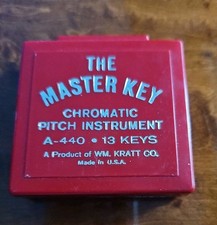 THE
MASTER KEY
CHROMATIC
PITCH INSTRUMENT
A-440 • 13 KEYS
A Product of WM. KRATT CO.
Made in U.S.A.